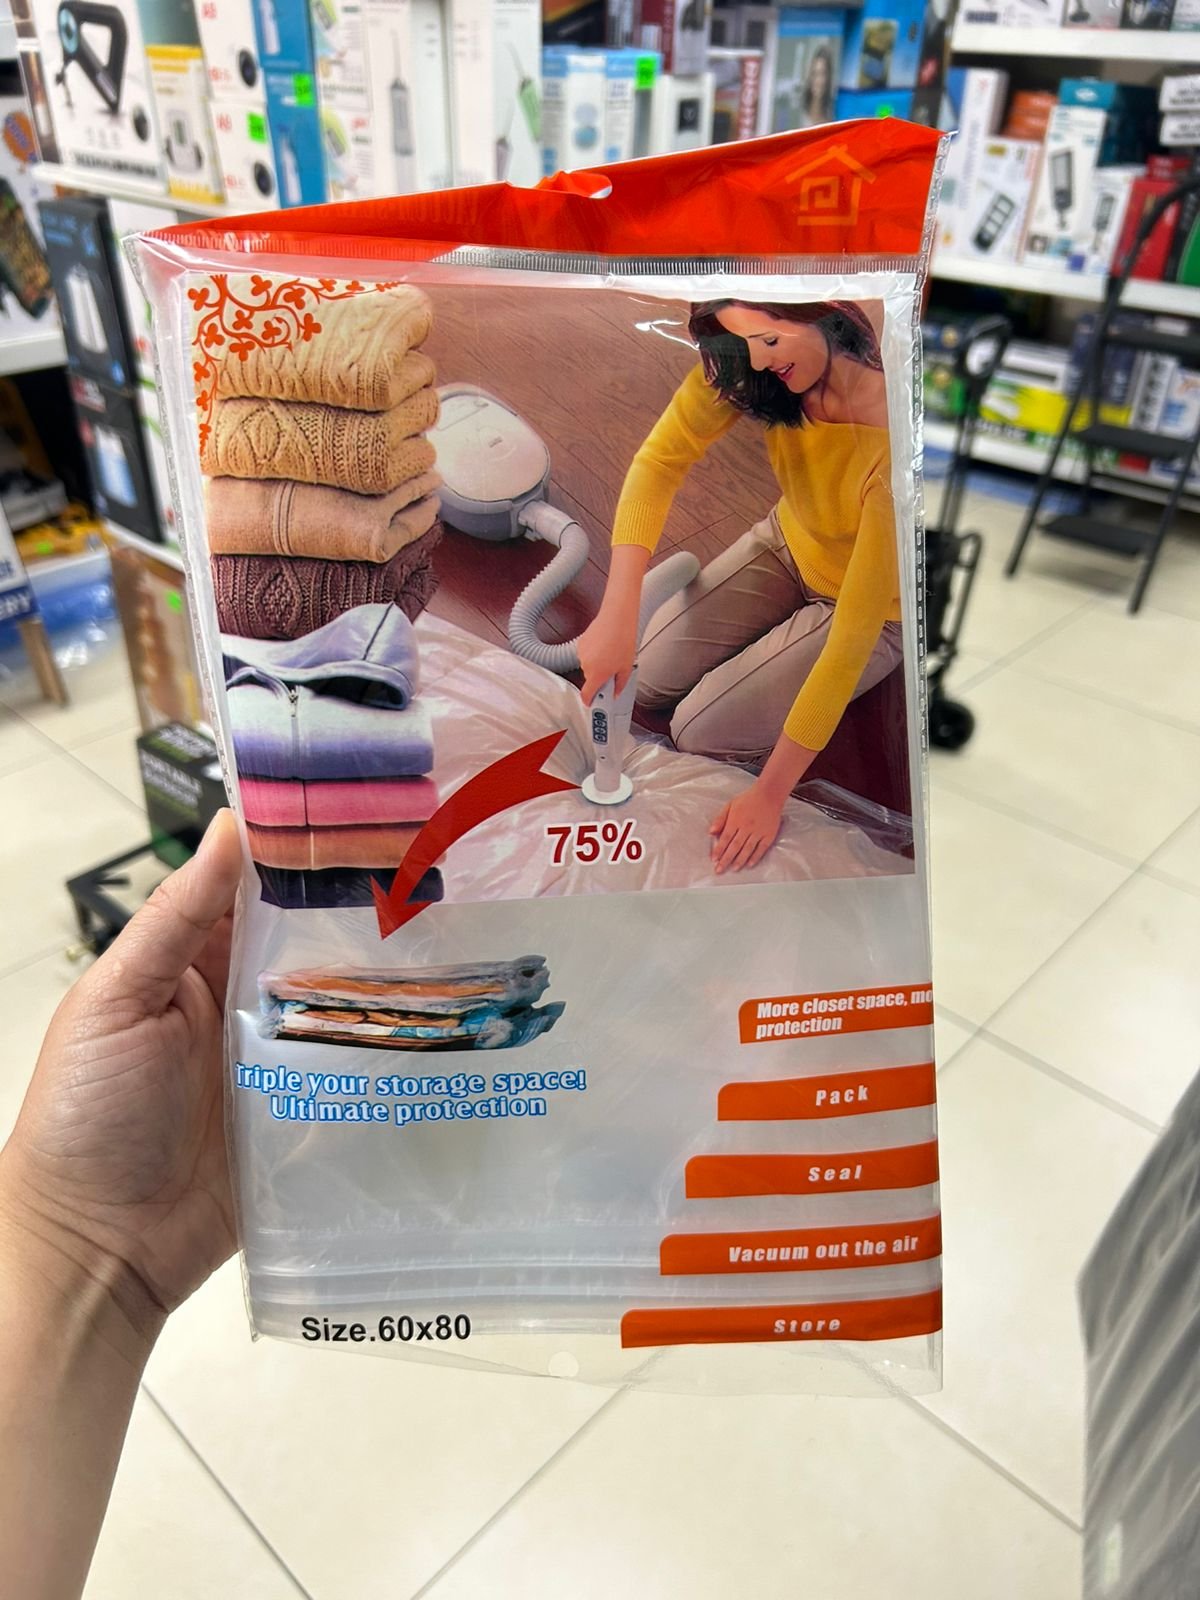 75%
Triple your storage space!
Ultimate protection
More closet space, mo
protection
Pack
Seal
Vacuum out the air
Store
Size.60x80